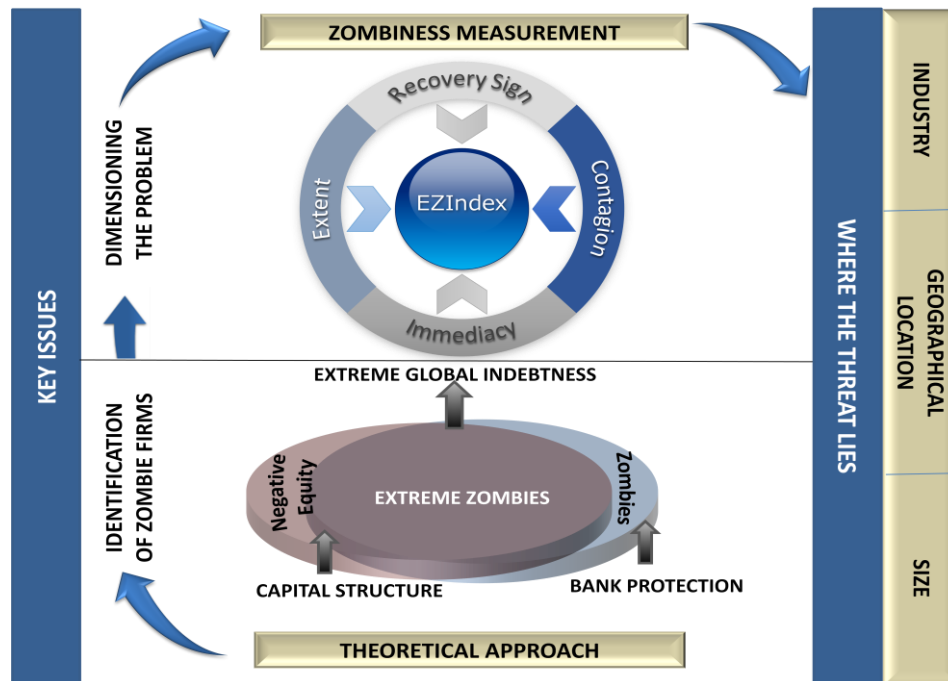 ZOMBINESS MEASUREMENT
KEY ISSUES
DIMENSIONING
THE PROBLEM
Recovery Sign
Extent
EZIndex
Contagion
Immediacy
EXTREME GLOBAL INDEBTNESS
IDENTIFICATION
OF ZOMBIE FIRMS
Negative
Equity
EXTREME ZOMBIES
Zombies
CAPITAL STRUCTURE
BANK PROTECTION
THEORETICAL APPROACH
WHERE THE THREAT LIES
INDUSTRY
GEOGRAPHICAL
LOCATION
SIZE